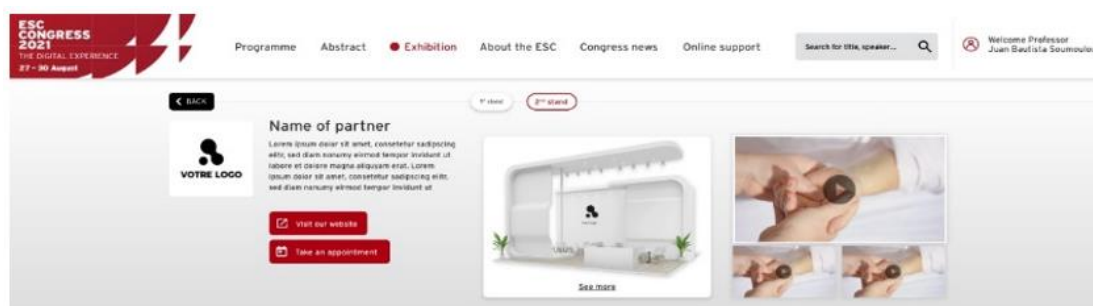 ESC
CONGRESS
2021
THE DIGITAL EXPERIENCE
27 - 30 August
Programme
Abstract
Exhibition
About the ESC
Congress news
Online support
Search for title, speaker...
Welcome Professor
Juan Bautista Soumoulou
BACK
1st stand
2nd stand
Name of partner
Lorem ipsum dolor sit amet, consetetur sadipscing
elitr, sed diam nonumy eirmod tempor invidunt ut
labore et dolore magna aliquyam erat. Lorem
ipsum dolor sit amet, consetetur sadipscing elitr,
sed diam nonumy eirmod tempor invidunt ut
VOTRE LOGO
Visit our website
Take an appointment
See more